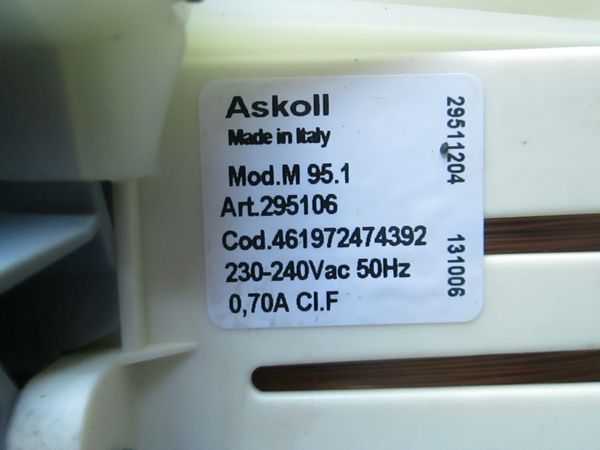 Askoll
Made in Italy
Mod.M 95.1
Art.295106
Cod.461972474392
230-240Vac 50Hz
0,70A Cl.F
29511204
131006